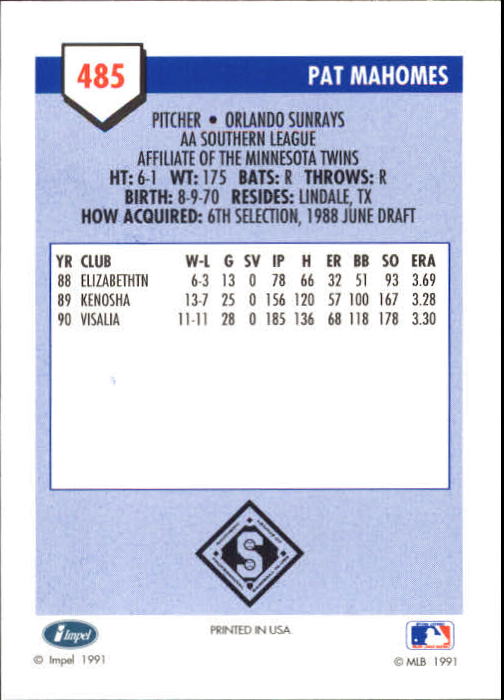 485
PAT MAHOMES
PITCHER • ORLANDO SUNRAYS
AA SOUTHERN LEAGUE
AFFILIATE OF THE MINNESOTA TWINS
HT: 6-1 WT: 175 BATS: R THROWS: R
BIRTH: 8-9-70 RESIDES: LINDALE, TX
HOW ACQUIRED: 6TH SELECTION, 1988 JUNE DRAFT
YR CLUB W-L G SV IP H ER BB SO ERA
88 ELIZABETHTN 6-3 13 0 78 66 32 51 93 3.69
89 KENOSHA 13-7 25 0 156 120 57 100 167 3.28
90 VISALIA 11-11 28 0 185 136 68 118 178 3.30
S
Impel
PRINTED IN USA
© Impel 1991
© MLB 1991